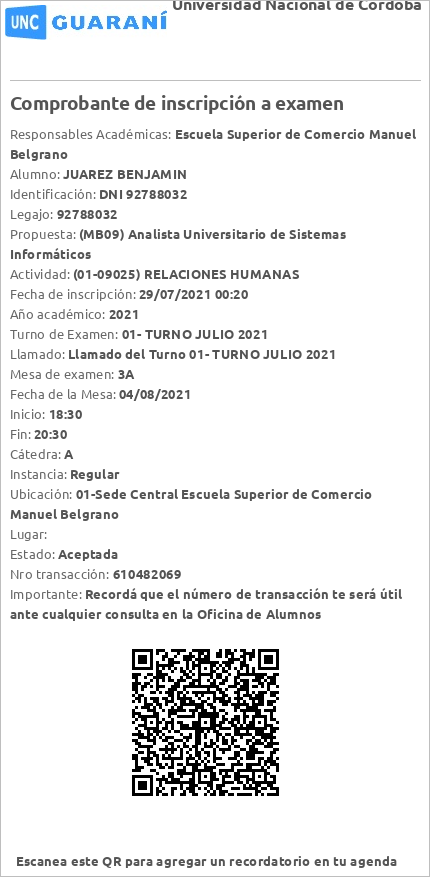 Universidad Nacional de Córdoba
UNC GUARANÍ
Comprobante de inscripción a examen
Responsables Académicas: Escuela Superior de Comercio Manuel
Belgrano
Alumno: JUAREZ BENJAMIN
Identificación: DNI 92788032
Legajo: 92788032
Propuesta: (MB09) Analista Universitario de Sistemas
Informáticos
Actividad: (01-09025) RELACIONES HUMANAS
Fecha de inscripción: 29/07/2021 00:20
Año académico: 2021
Turno de Examen: 01- TURNO JULIO 2021
Llamado: Llamado del Turno 01- TURNO JULIO 2021
Mesa de examen: 3A
Fecha de la Mesa: 04/08/2021
Inicio: 18:30
Fin: 20:30
Cátedra: A
Instancia: Regular
Ubicación: 01-Sede Central Escuela Superior de Comercio
Manuel Belgrano
Lugar:
Estado: Aceptada
Nro transacción: 610482069
Importante: Recordá que el número de transacción te será útil
ante cualquier consulta en la Oficina de Alumnos
Escanea este QR para agregar un recordatorio en tu agenda